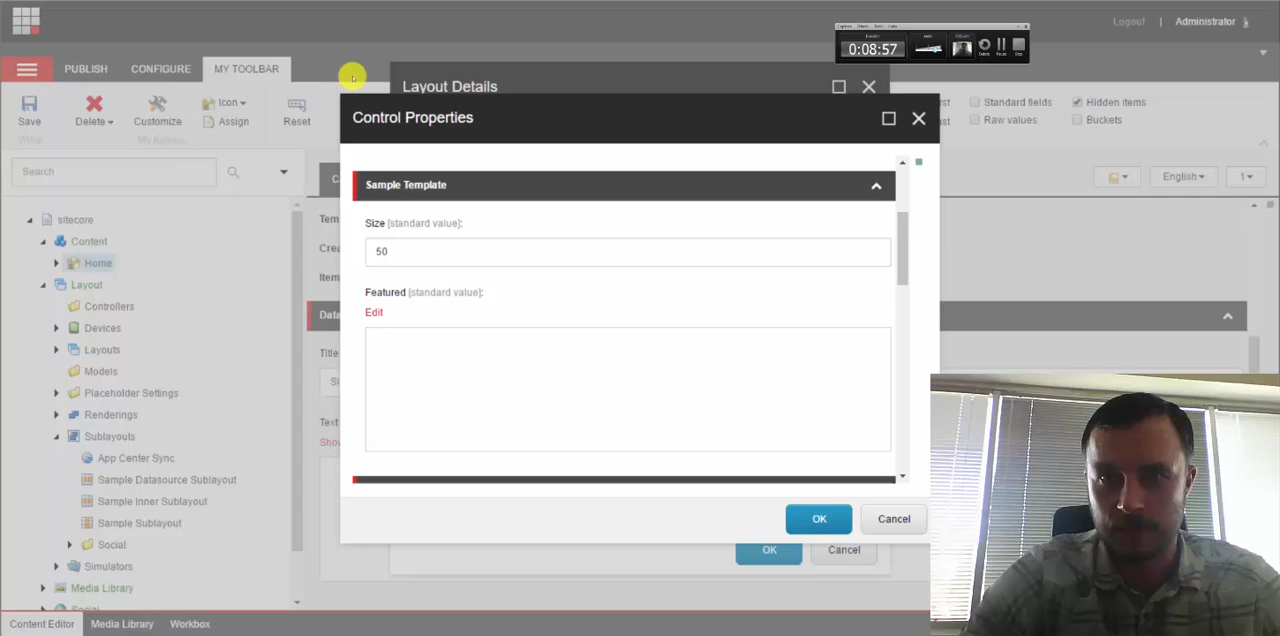 Logout | Administrator
0:08:57
PUBLISH CONFIGURE MY TOOLBAR
Layout Details
Control Properties
Save Delete Customize Icon Assign Reset
Standard fields Hidden items
Raw values Buckets
Search
English 1
Sample Template
Size [standard value]:
50
Featured [standard value]:
Edit
OK Cancel
OK Cancel
sitecore
Content
Home
Layout
Controllers
Devices
Layouts
Models
Placeholder Settings
Renderings
Sublayouts
App Center Sync
Sample Datasource Sublayout
Sample Inner Sublayout
Sample Sublayout
Social
Simulators
Media Library
Title
Text
Content Editor Media Library Workbox